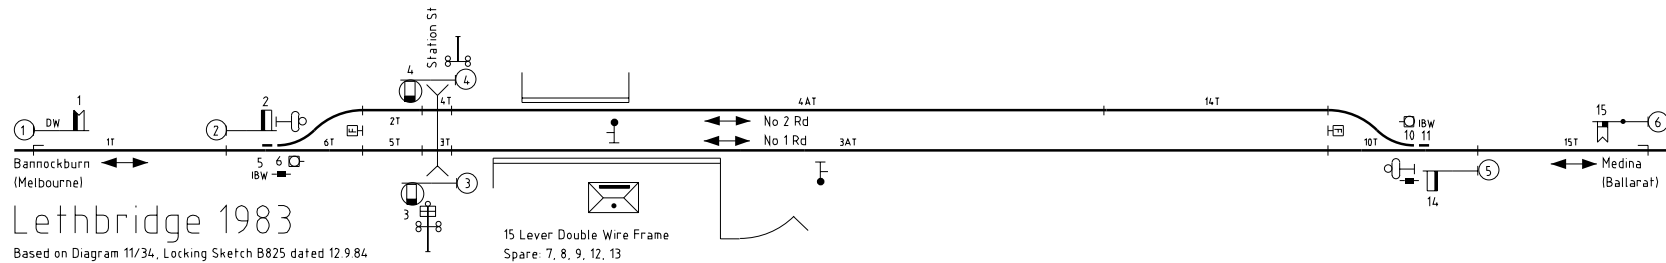 Station St
4
4
1
2
4T
4AT
14T
15
1
DW
2
2T
No 2 Rd
IBW
10 11
6
1T
6T
5T
3T
No 1 Rd
3AT
10T
15T
Bannockburn
(Melbourne)
5 6
IBW
3
3
5
14
Medina
(Ballarat)
Lethbridge 1983
Based on Diagram 11/34, Locking Sketch B825 dated 12.9.84
15 Lever Double Wire Frame
Spare: 7, 8, 9, 12, 13